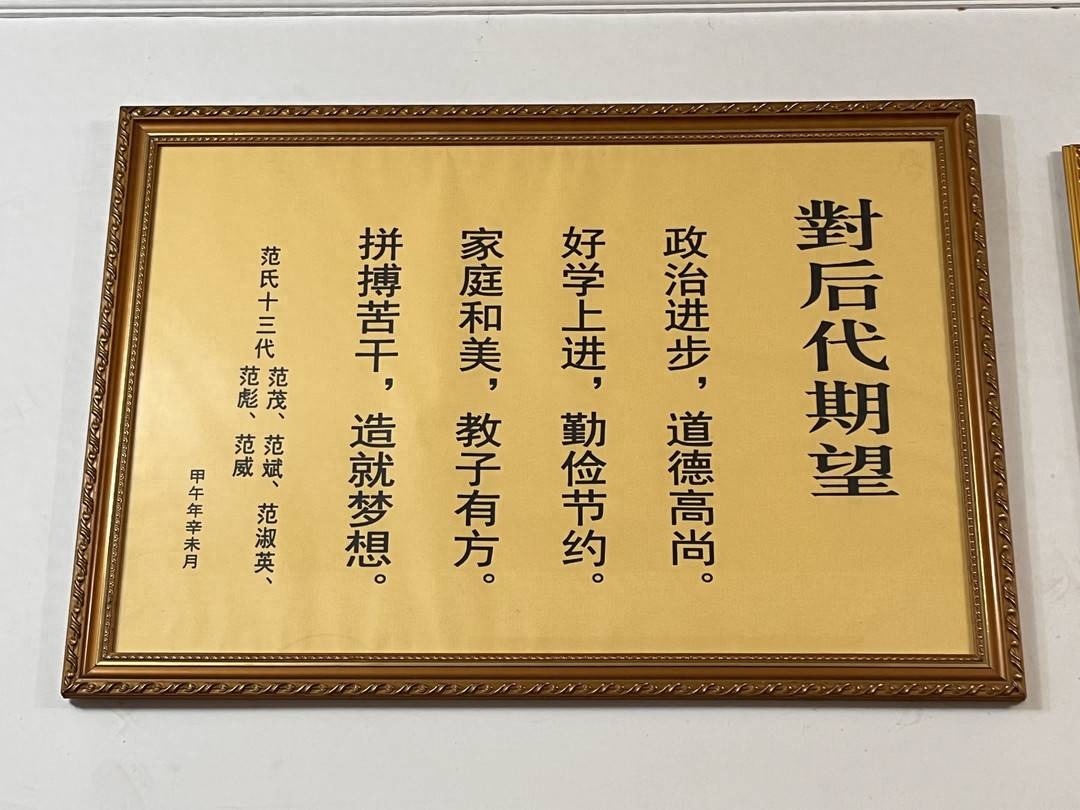 對后代期望
政治进步，道德高尚。
好学上进，勤俭节约。
家庭和美，教子有方。
拼搏苦干，造就梦想。
范氏十三代 范茂、范斌、范淑英、
范彪、范威
甲午年辛未月